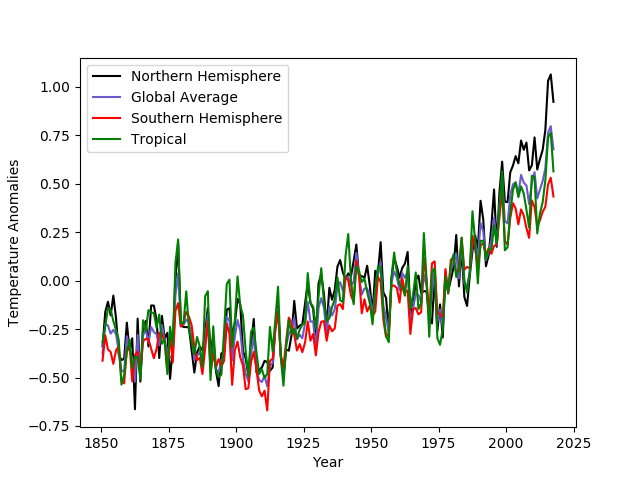 Northern Hemisphere
Global Average
Southern Hemisphere
Tropical
1.00
0.75
0.50
0.25
0.00
−0.25
−0.50
−0.75
Temperature Anomalies
1850 1875 1900 1925 1950 1975 2000 2025
Year